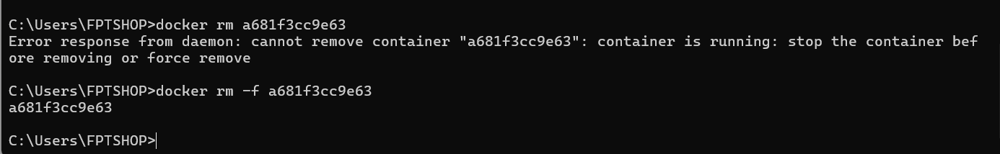 C:\Users\FPTSHOP>docker rm a681f3cc9e63
Error response from daemon: cannot remove container "a681f3cc9e63": container is running: stop the container bef
ore removing or force remove
C:\Users\FPTSHOP>docker rm -f a681f3cc9e63
a681f3cc9e63
C:\Users\FPTSHOP>